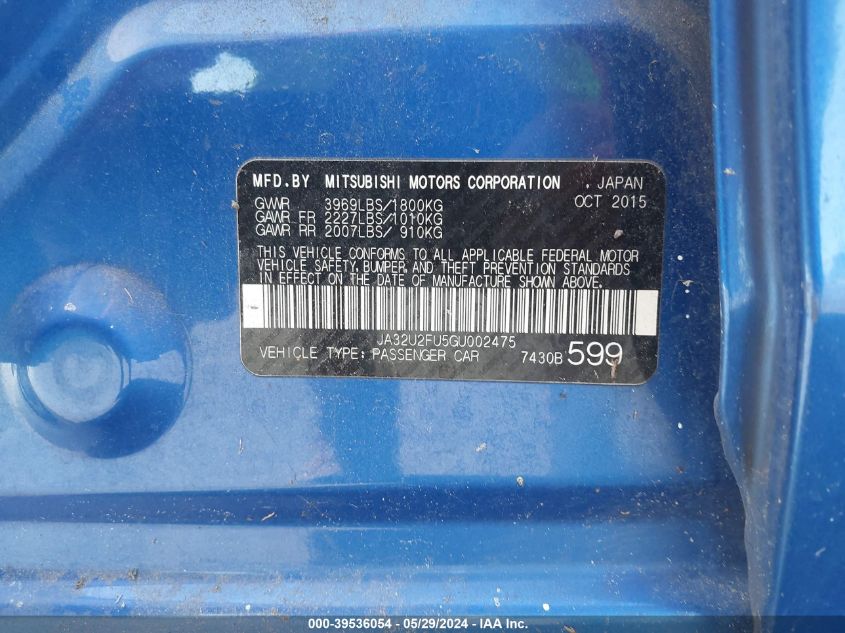 MFD.BY MITSUBISHI MOTORS CORPORATION , JAPAN
GVWR 3969LBS/1800KG OCT 2015
GAWR FR 2227LBS/1010KG
GAWR RR 2007LBS/ 910KG
THIS VEHICLE CONFORMS TO ALL APPLICABLE FEDERAL MOTOR
VEHICLE SAFETY, BUMPER, AND THEFT PREVENTION STANDARDS
IN EFFECT ON THE DATE OF MANUFACTURE SHOWN ABOVE.
JA32U2FU5GU002475
VEHICLE TYPE: PASSENGER CAR 7430B 599
000-39536054 - 05/29/2024 - IAA Inc.